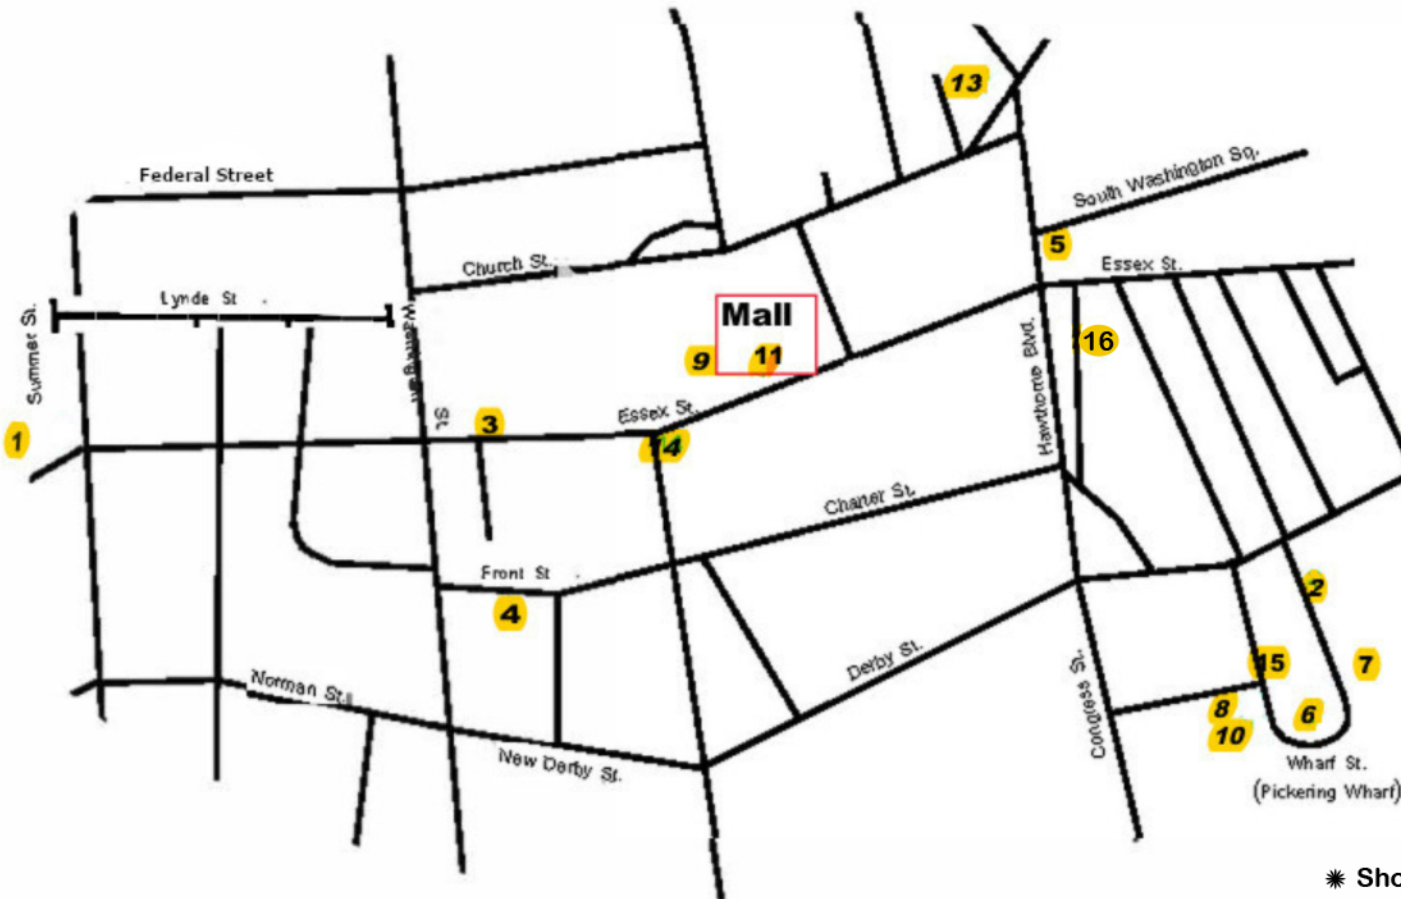 13
Federal Street
South Washington Sq.
5
Church St.
Essex St.
Lynde St
Mall
Summer St.
Washington
St.
16
9
11
Hawthorne Blvd.
Essex St.
3
1
14
Charter St.
Front St
4
2
Derby St.
15
7
Norman St.
Congress St.
8
6
10
New Derby St.
Wharf St.
(Pickering Wharf)
✷ Sho